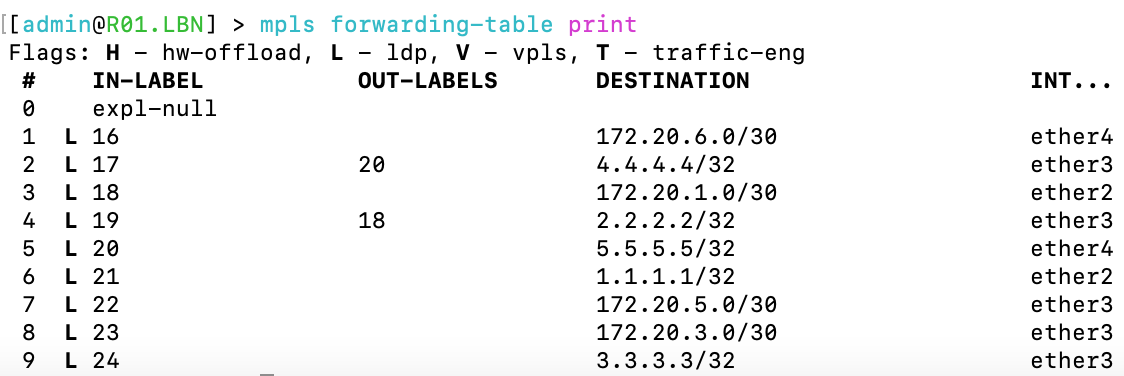 [[admin@R01.LBN] > mpls forwarding-table print
Flags: H - hw-offload, L - ldp, V - vpls, T - traffic-eng
# IN-LABEL OUT-LABELS DESTINATION INT...
0 expl-null
1 L 16 172.20.6.0/30 ether4
2 L 17 20 4.4.4.4/32 ether3
3 L 18 172.20.1.0/30 ether2
4 L 19 18 2.2.2.2/32 ether3
5 L 20 5.5.5.5/32 ether4
6 L 21 1.1.1.1/32 ether2
7 L 22 172.20.5.0/30 ether3
8 L 23 172.20.3.0/30 ether3
9 L 24 3.3.3.3/32 ether3